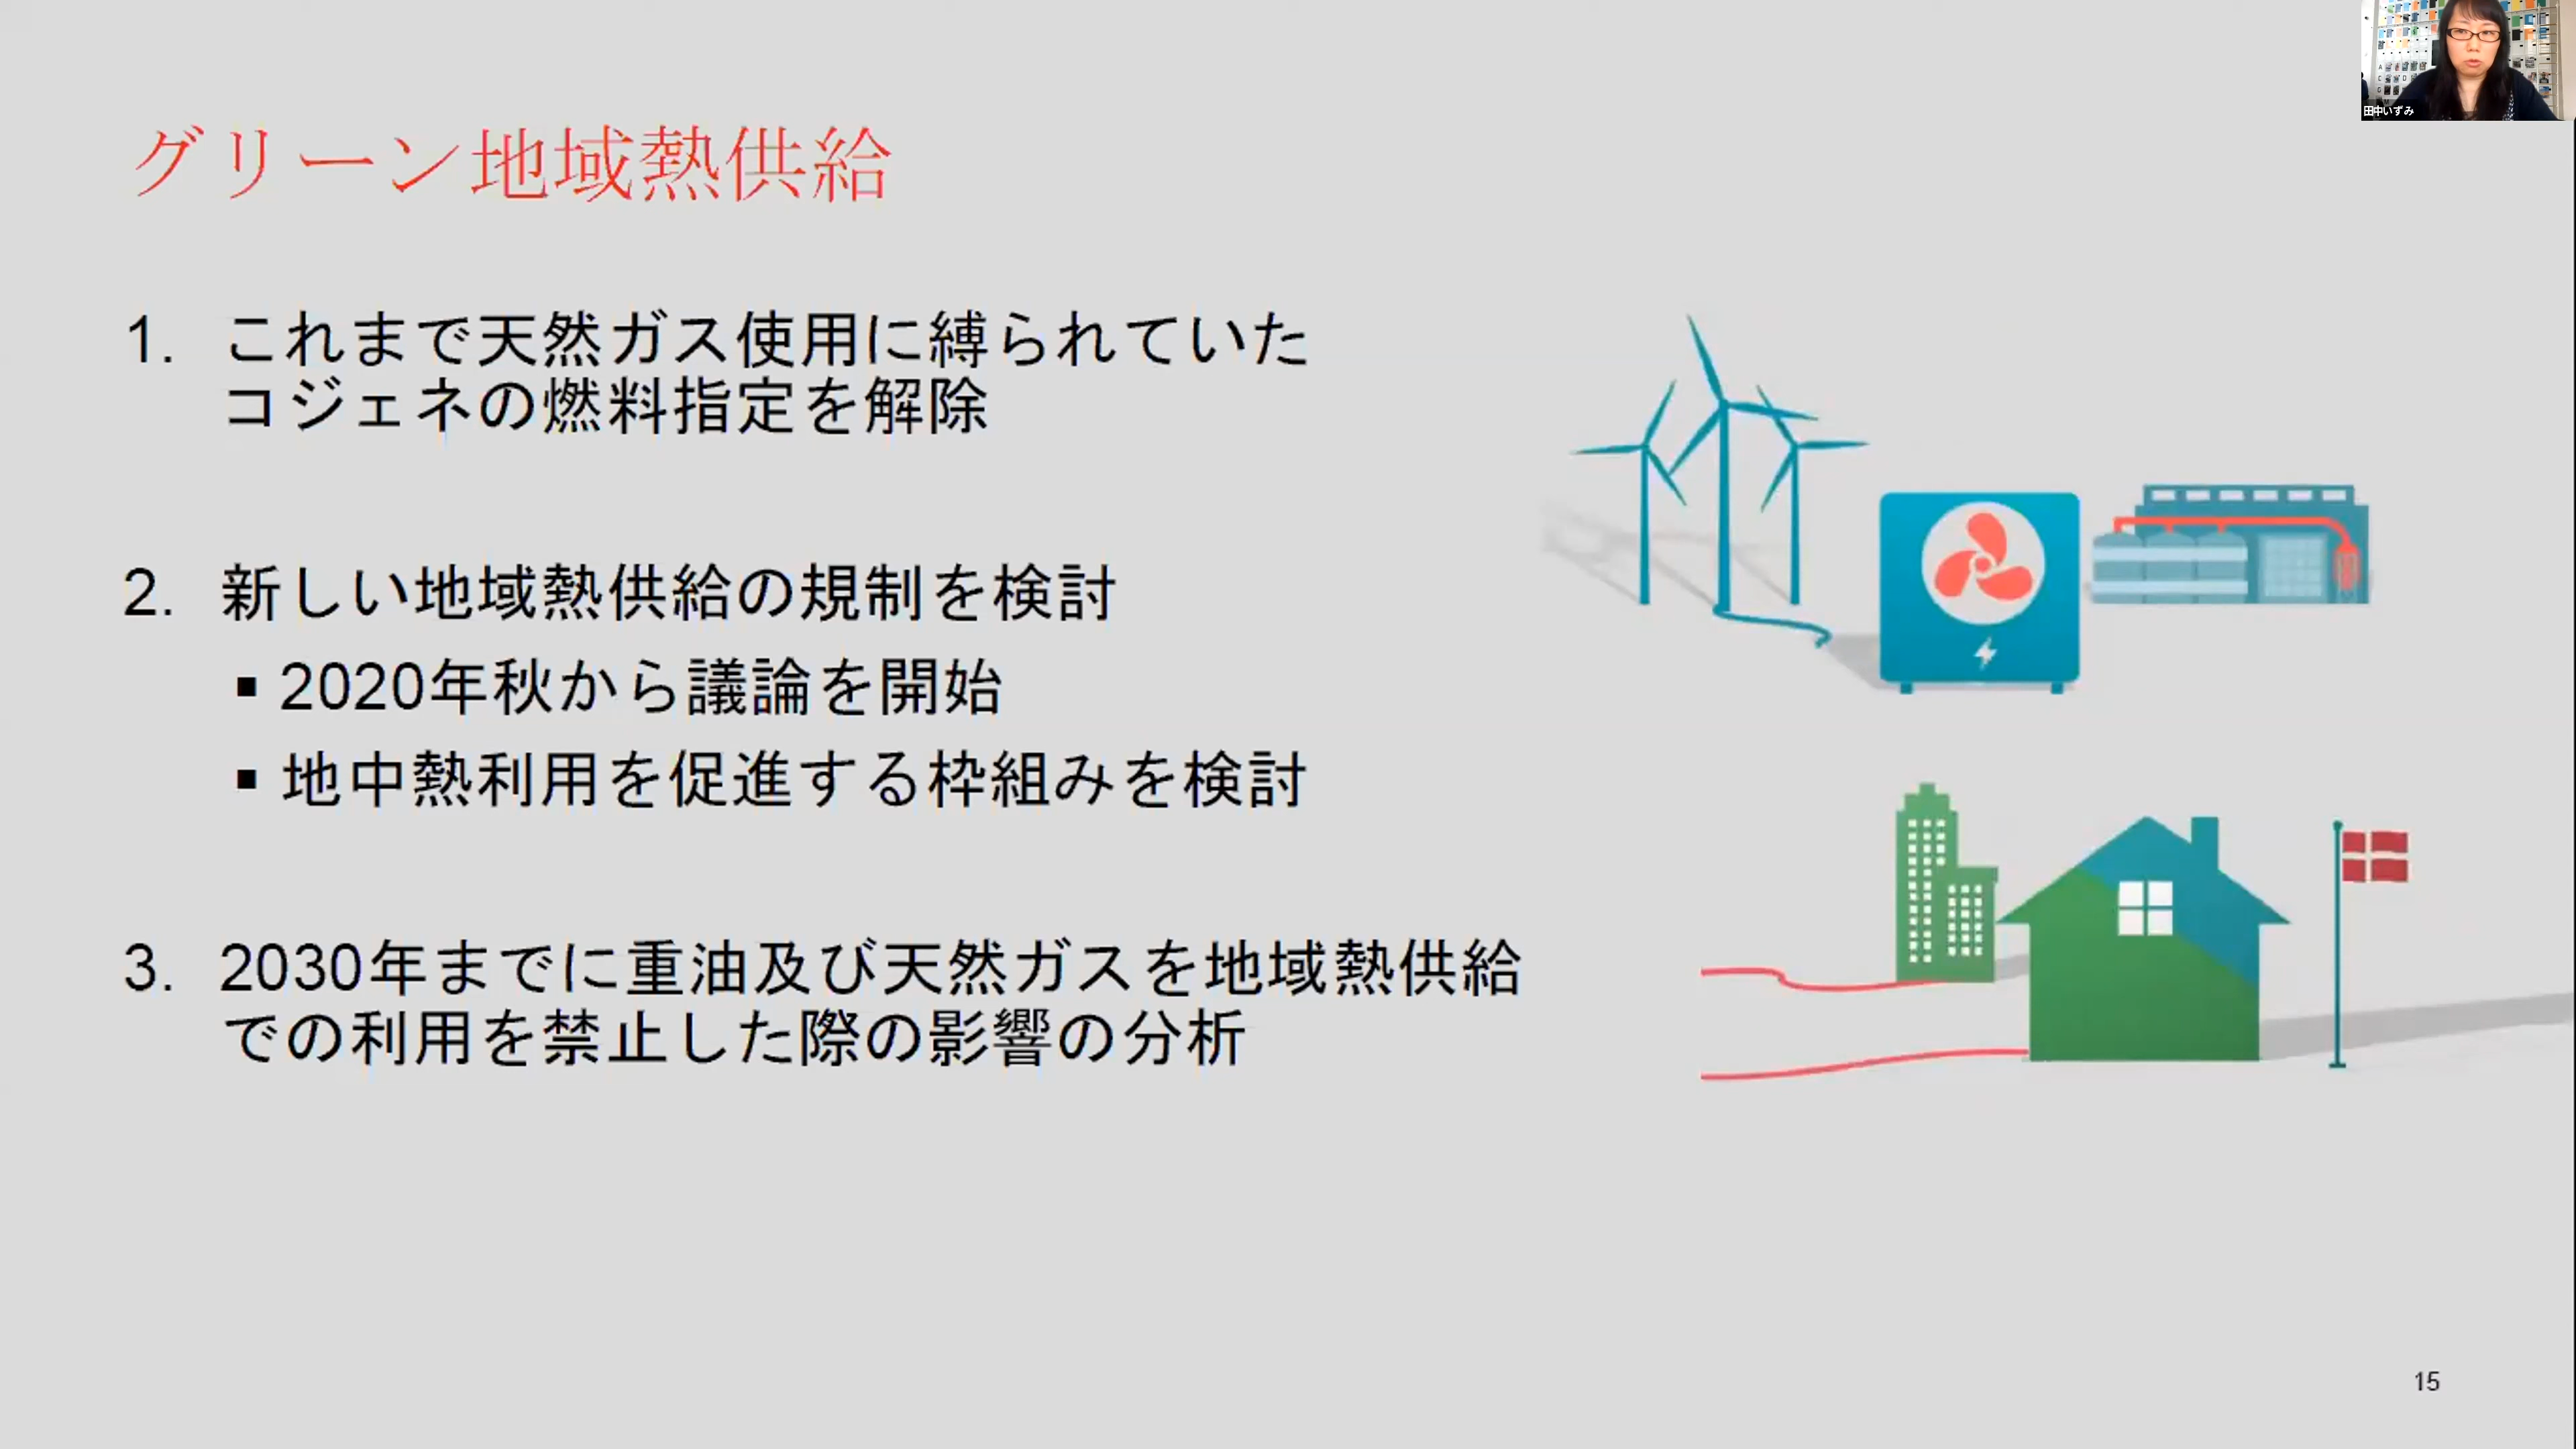 田中いずみ
グリーン地域熱供給
1. これまで天然ガス使用に縛られていた
コジェネの燃料指定を解除
2. 新しい地域熱供給の規制を検討
▪ 2020年秋から議論を開始
▪ 地中熱利用を促進する枠組みを検討
3. 2030年までに重油及び天然ガスを地域熱供給
での利用を禁止した際の影響の分析
15